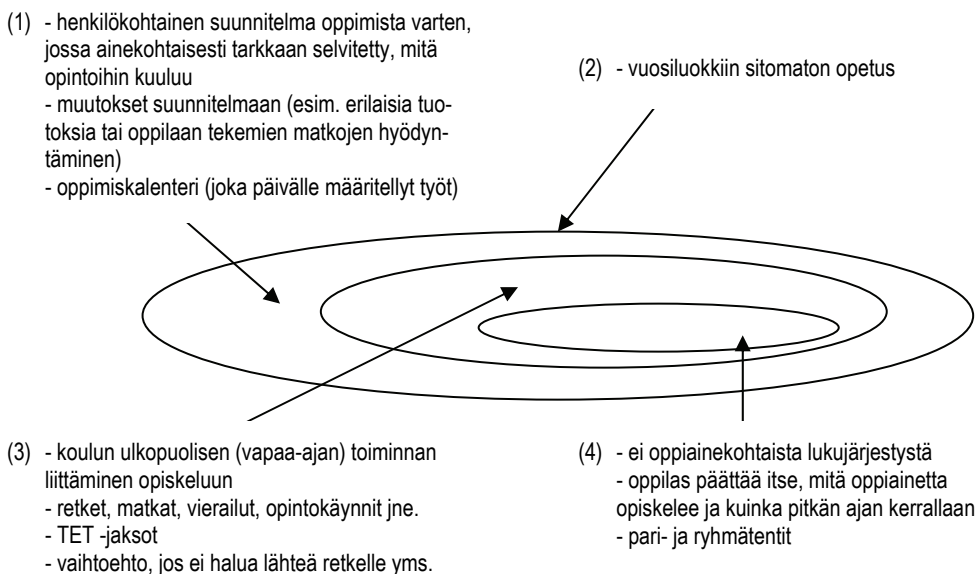 (1) - henkilökohtainen suunnitelma oppimista varten,
jossa ainekohtaisesti tarkkaan selvitetty, mitä
opintoihin kuuluu
- muutokset suunnitelmaan (esim. erilaisia tuo-
toksia tai oppilaan tekemien matkojen hyödyn-
täminen)
- oppimiskalenteri (joka päivälle määritellyt työt)
(2) - vuosiluokkiin sitomaton opetus
(3) - koulun ulkopuolisen (vapaa-ajan) toiminnan
liittäminen opiskeluun
- retket, matkat, vierailut, opintokäynnit jne.
- TET -jaksot
- vaihtoehto, jos ei halua lähteä retkelle yms.
(4) - ei oppiainekohtaista lukujärjestystä
- oppilas päättää itse, mitä oppiainetta
opiskelee ja kuinka pitkän ajan kerrallaan
- pari- ja ryhmätentit